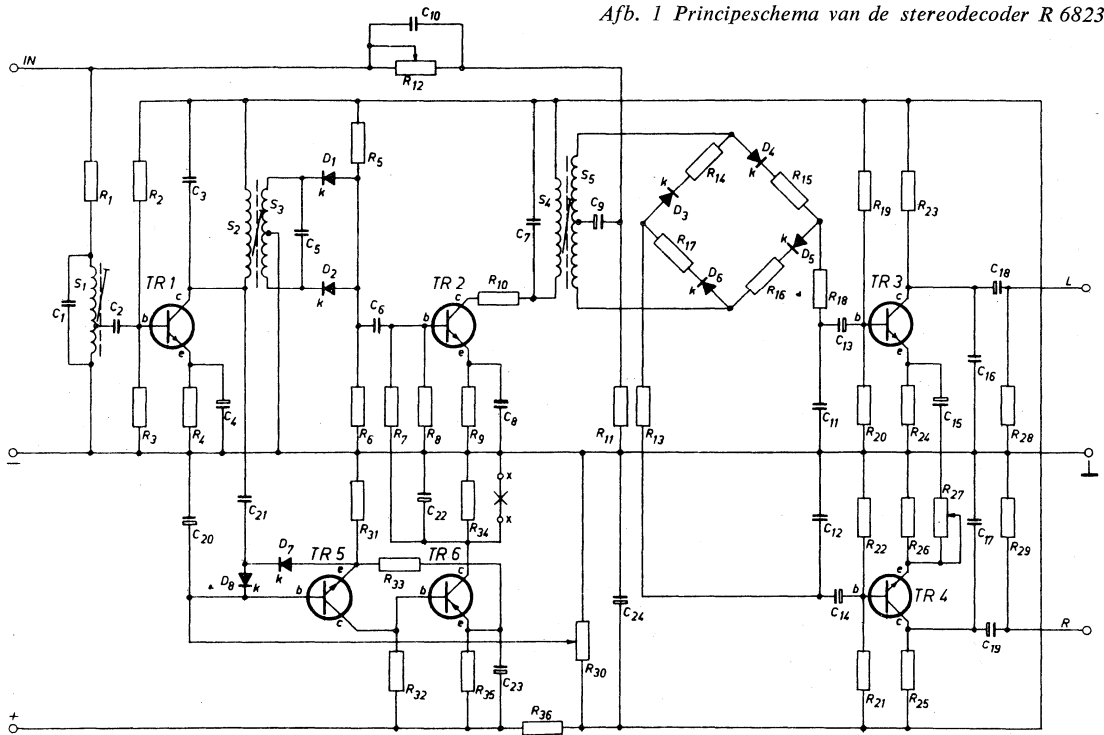 Afb. 1 Principeschema van de stereodecoder R 6823
C10
IN
R12
R1
R2
C3
S2
S3
D1
k
R5
C5
D2
k
S4
S5
C7
C9
D4
k
R14
R15
D3
k
R17
D6
k
D5
k
R16
R18
R19
R23
S1
C1
C2
TR 1
b
c
e
C6
TR 2
b
c
e
R10
TR 3
b
c
e
C13
C18
L
C16
R3
R4
C4
R6
R7
R8
R9
C8
R11
R13
C11
R20
R24
C15
R28
–
C20
C21
R31
C22
R34
x
x
C12
R22
R26
R27
C17
R29
D7
k
D8
k
TR 5
b
e
c
R33
TR 6
b
c
e
C24
C14
b
e
c
TR 4
C19
R
R32
R35
C23
R30
R21
R25
+
R36